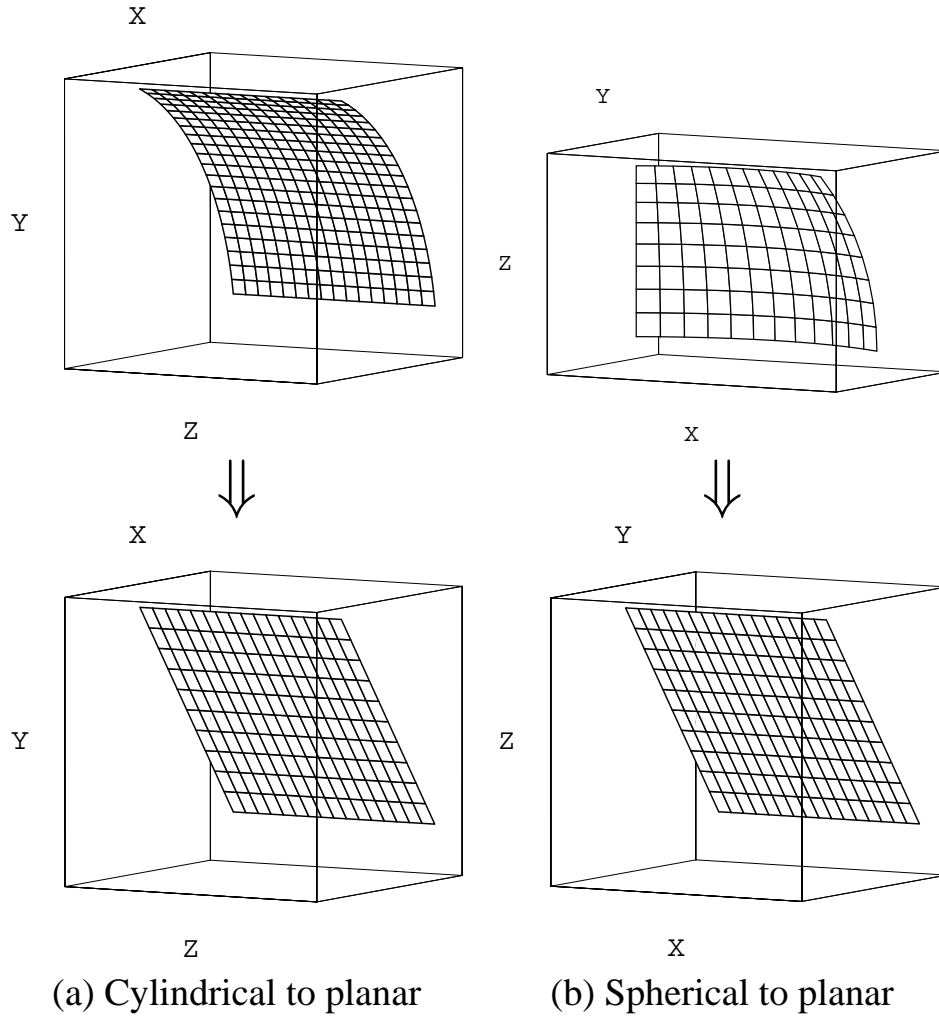 X
Y
Y
Z
X
Z
⇓
⇓
X
Y
Y
Z
Z
X
(a) Cylindrical to planar
(b) Spherical to planar